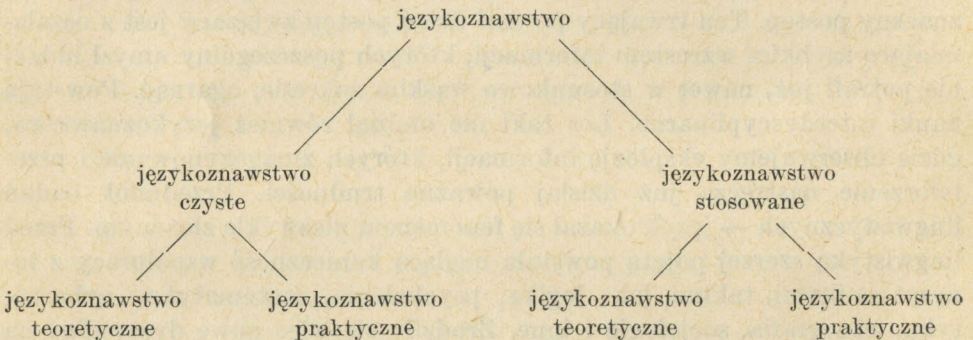 językoznawstwo
językoznawstwo językoznawstwo
czyste stosowane
językoznawstwo językoznawstwo językoznawstwo językoznawstwo
teoretyczne praktyczne teoretyczne praktyczne